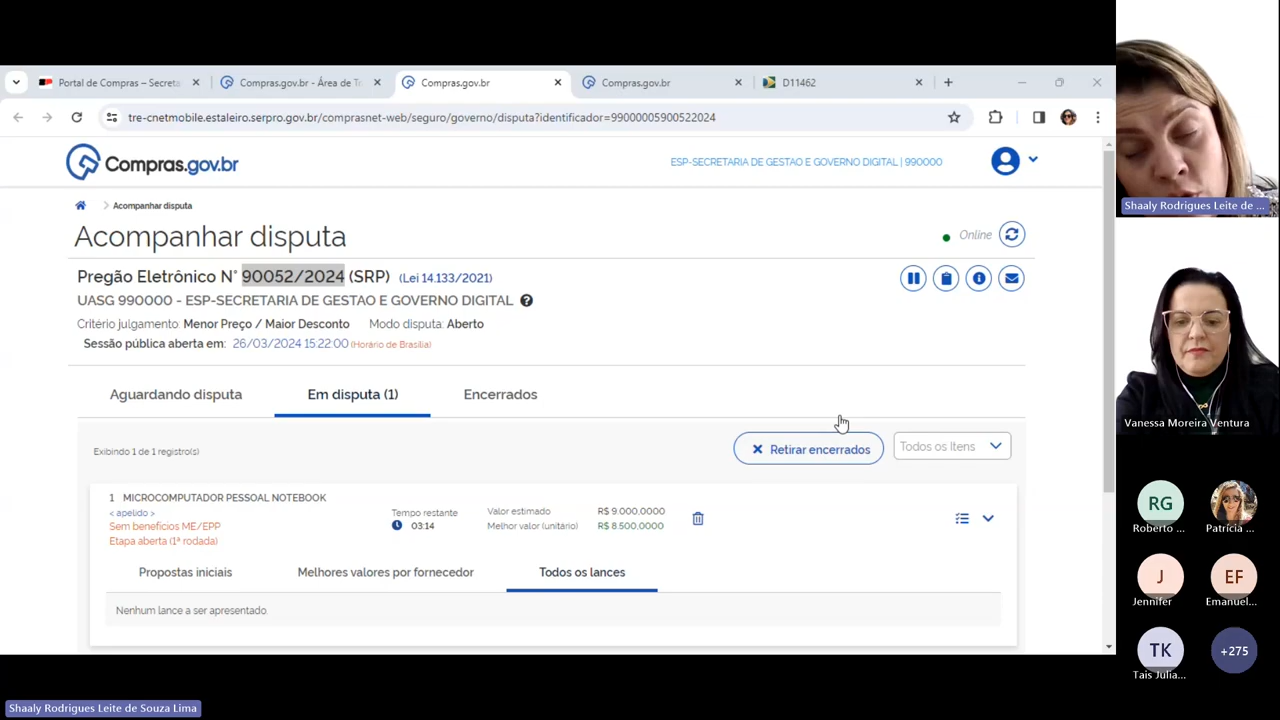 Portal de Compras – Secreta
Compras.gov.br - Área de Tr
Compras.gov.br
Compras.gov.br
D11462
tre-cnetmobile.estaleiro.serpro.gov.br/comprasnet-web/seguro/governo/disputa?identificador=99000005900522024
Compras.gov.br
ESP-SECRETARIA DE GESTAO E GOVERNO DIGITAL | 990000
Acompanhar disputa
Acompanhar disputa
Online
Pregão Eletrônico N° 90052/2024 (SRP) (Lei 14.133/2021)
UASG 990000 - ESP-SECRETARIA DE GESTAO E GOVERNO DIGITAL
Critério julgamento: Menor Preço / Maior Desconto Modo disputa: Aberto
Sessão pública aberta em: 26/03/2024 15:22:00 (Horário de Brasília)
Aguardando disputa
Em disputa (1)
Encerrados
Exibindo 1 de 1 registro(s)
Retirar encerrados
Todos os Itens
1 MICROCOMPUTADOR PESSOAL NOTEBOOK
< apelido >
Sem benefícios ME/EPP
Etapa aberta (1ª rodada)
Tempo restante
03:14
Valor estimado R$ 9.000,0000
Melhor valor (unitário) R$ 8.500,0000
Propostas iniciais
Melhores valores por fornecedor
Todos os lances
Nenhum lance a ser apresentado.
Shaaly Rodrigues Leite de ...
Vanessa Moreira Ventura
RG
Roberto ...
Patrícia ...
J
Jennifer
EF
Emanuel...
TK
Tais Julia...
+275
Shaaly Rodrigues Leite de Souza Lima